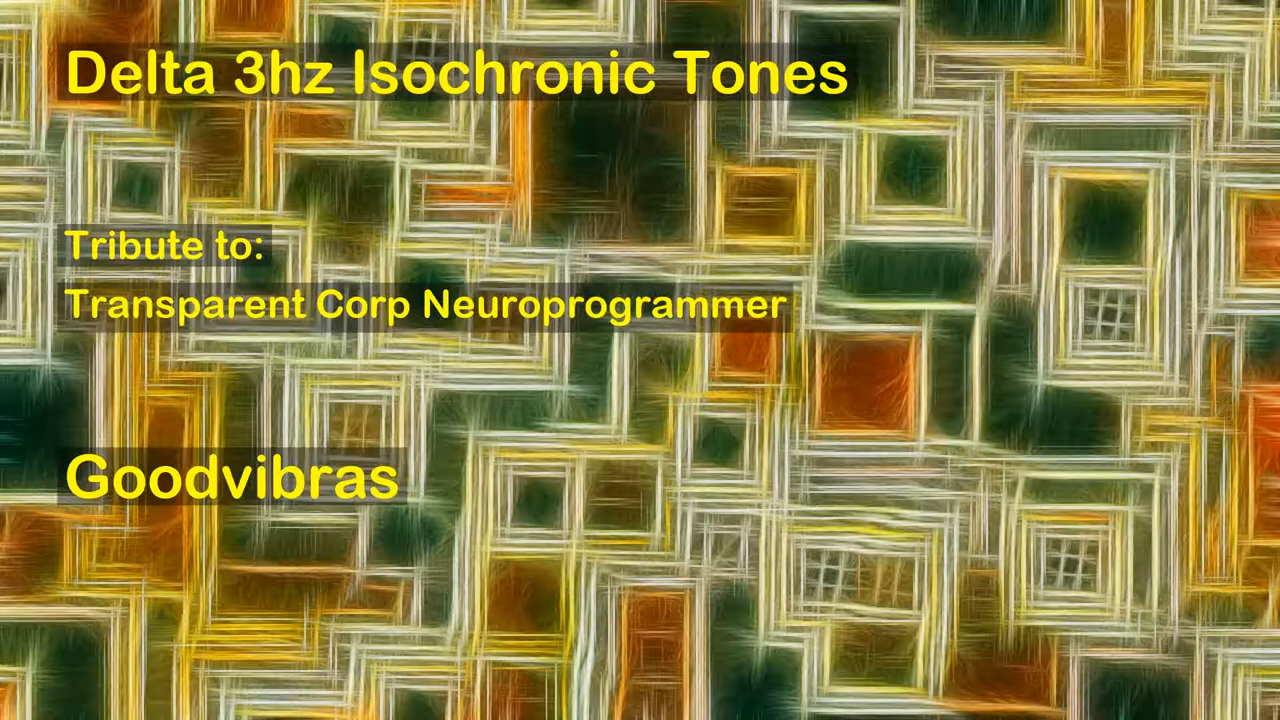 Delta 3hz Isochronic Tones
Tribute to:
Transparent Corp Neuroprogrammer
Goodvibras